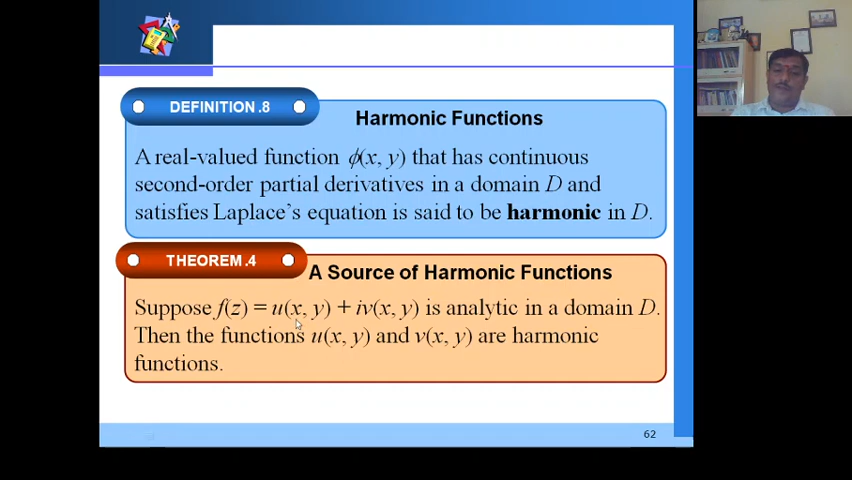 DEFINITION.8
Harmonic Functions
A real-valued function ϕ(x, y) that has continuous
second-order partial derivatives in a domain D and
satisfies Laplace's equation is said to be harmonic in D.
THEOREM.4
A Source of Harmonic Functions
Suppose f(z) = u(x, y) + iv(x, y) is analytic in a domain D.
Then the functions u(x, y) and v(x, y) are harmonic
functions.
62